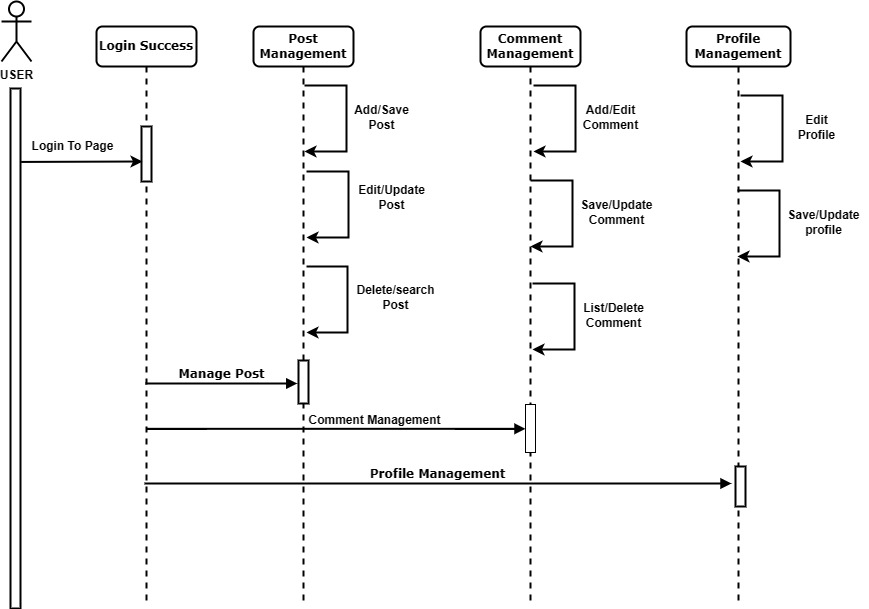 USER
Login Success
Post
Management
Comment
Management
Profile
Management
Login To Page
Add/Save
Post
Add/Edit
Comment
Edit
Profile
Edit/Update
Post
Save/Update
Comment
Save/Update
profile
Delete/search
Post
List/Delete
Comment
Manage Post
Comment Management
Profile Management